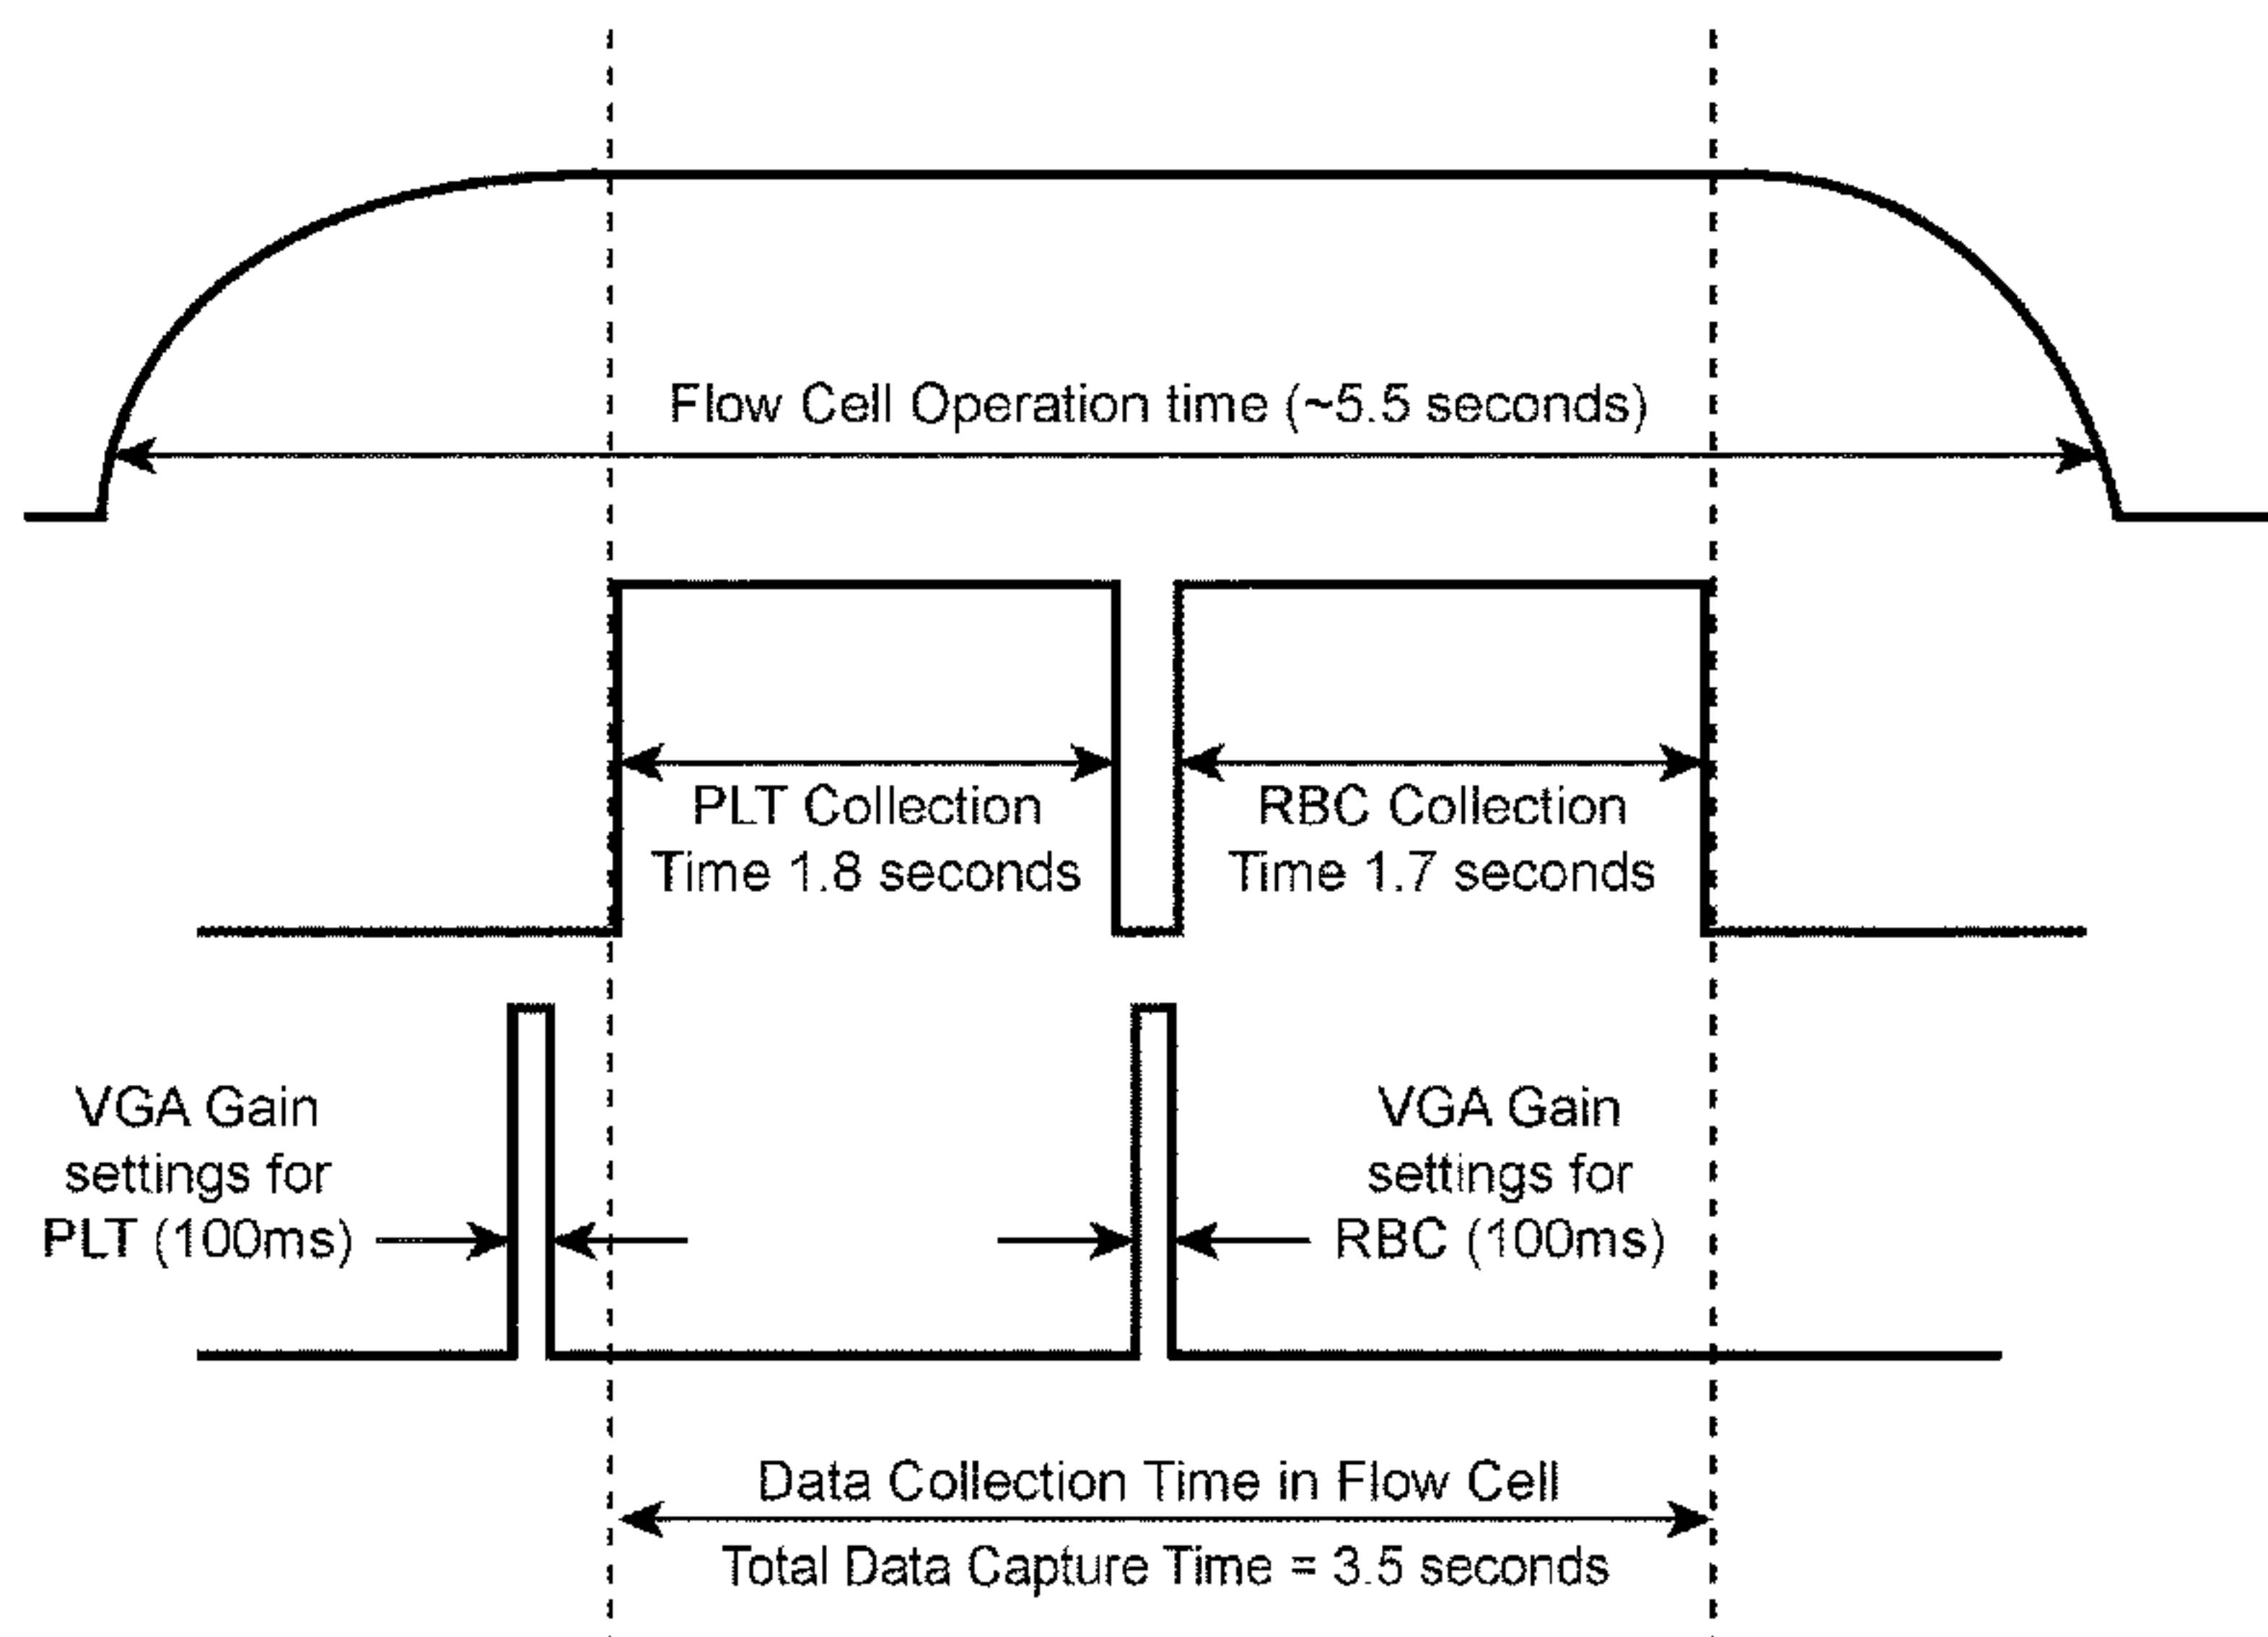 Flow Cell Operation time (~5.5 seconds)
PLT Collection
Time 1.8 seconds
RBC Collection
Time 1.7 seconds
VGA Gain
settings for
PLT (100ms)
VGA Gain
settings for
RBC (100ms)
Data Collection Time in Flow Cell
Total Data Capture Time = 3.5 seconds